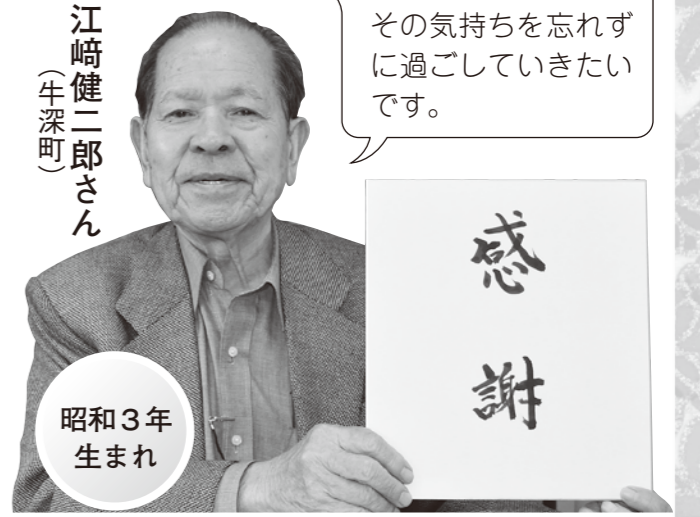 その気持ちを忘れず
に過ごしていきたい
です。
江﨑健二郎さん
（牛深町）
感謝
昭和３年
生まれ